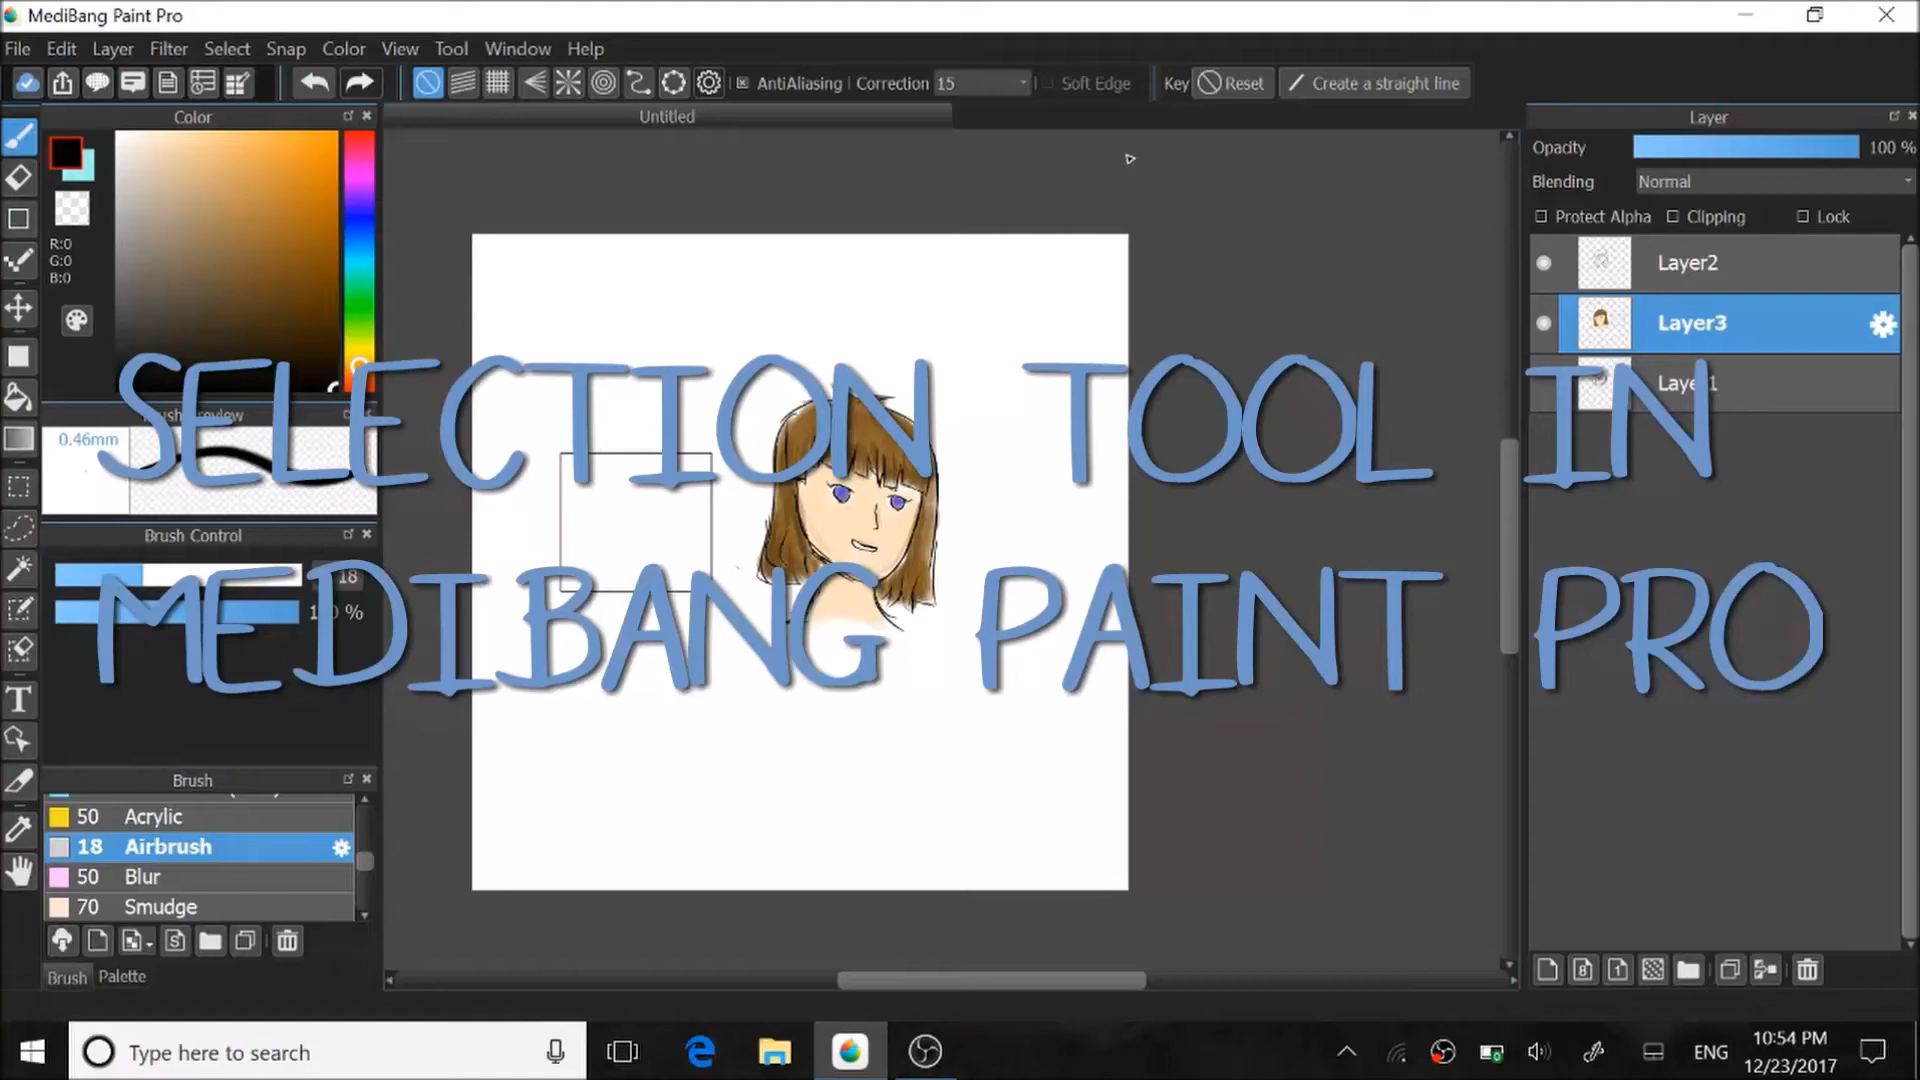 MediBang Paint Pro
File Edit Layer Filter Select Snap Color View Tool Window Help
AntiAliasing Correction 15 Soft Edge Key Reset Create a straight line
Color Untitled Layer
Opacity 100 %
Blending Normal
Protect Alpha Clipping Lock
R:0
G:0
B:0
Layer2
Layer3
SELECTION TOOL IN
0.46mm
Brush Control
18
MEDIBANG PAINT PRO
T
Brush
50 Acrylic
18 Airbrush
50 Blur
70 Smudge
Brush Palette
Type here to search
ENG
10:54 PM
12/23/2017